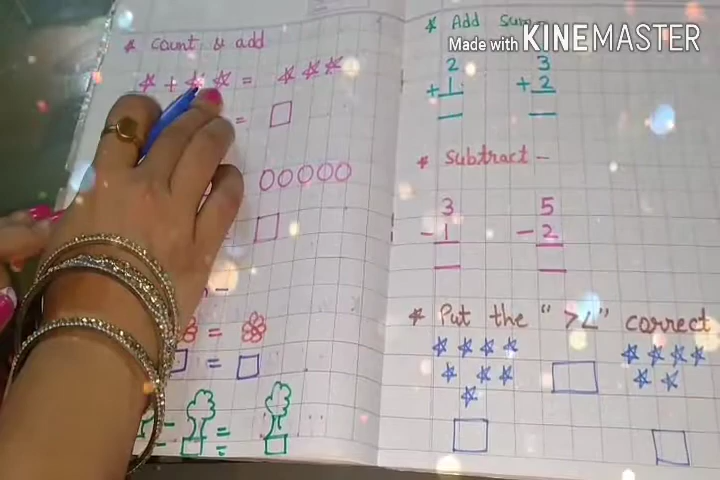 * Count & add
+ =
=
=
=
- =
- =
* Add sum-
Made with KINEMASTER
2 3
+1 +2
* Subtract -
3 5
-1 -2
* Put the ">∠" correct